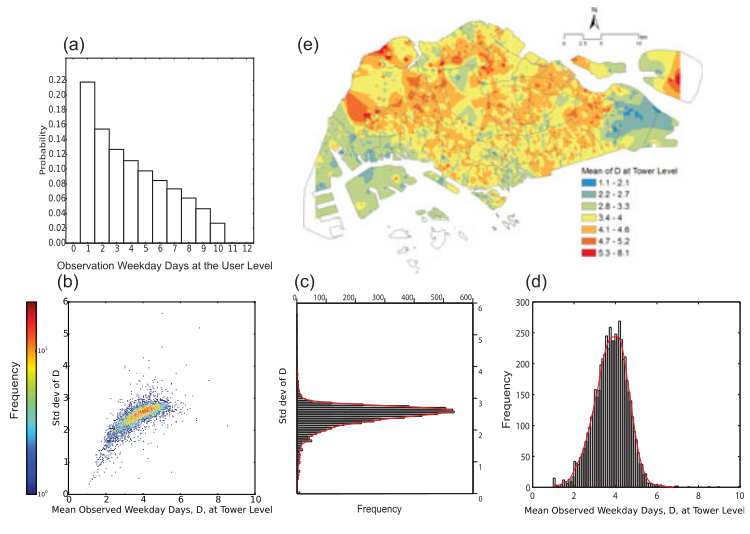 (a)
0.22
0.20
0.18
0.16
0.14
0.12
0.10
0.08
0.06
0.04
0.02
0.00
Probability
0 1 2 3 4 5 6 7 8 9 10 11 12
Observation Weekday Days at the User Level
(e)
N
0 2.5 5 10
Mean of D at Tower Level
1.1 - 2.1
2.2 - 2.7
2.8 - 3.3
3.4 - 4
4.1 - 4.6
4.7 - 5.2
5.3 - 8.1
(b)
Frequency
10¹
10⁰
6
5
4
3
2
1
0
Std dev of D
0 2 4 6 8 10
Mean Observed Weekday Days, D, at Tower Level
(c)
0 100 200 300 400 500 600
Std dev of D
6
5
4
3
2
1
0
Frequency
(d)
300
250
200
150
100
50
0
Frequency
0 2 4 6 8 10
Mean Observed Weekday Days, D, at Tower Level